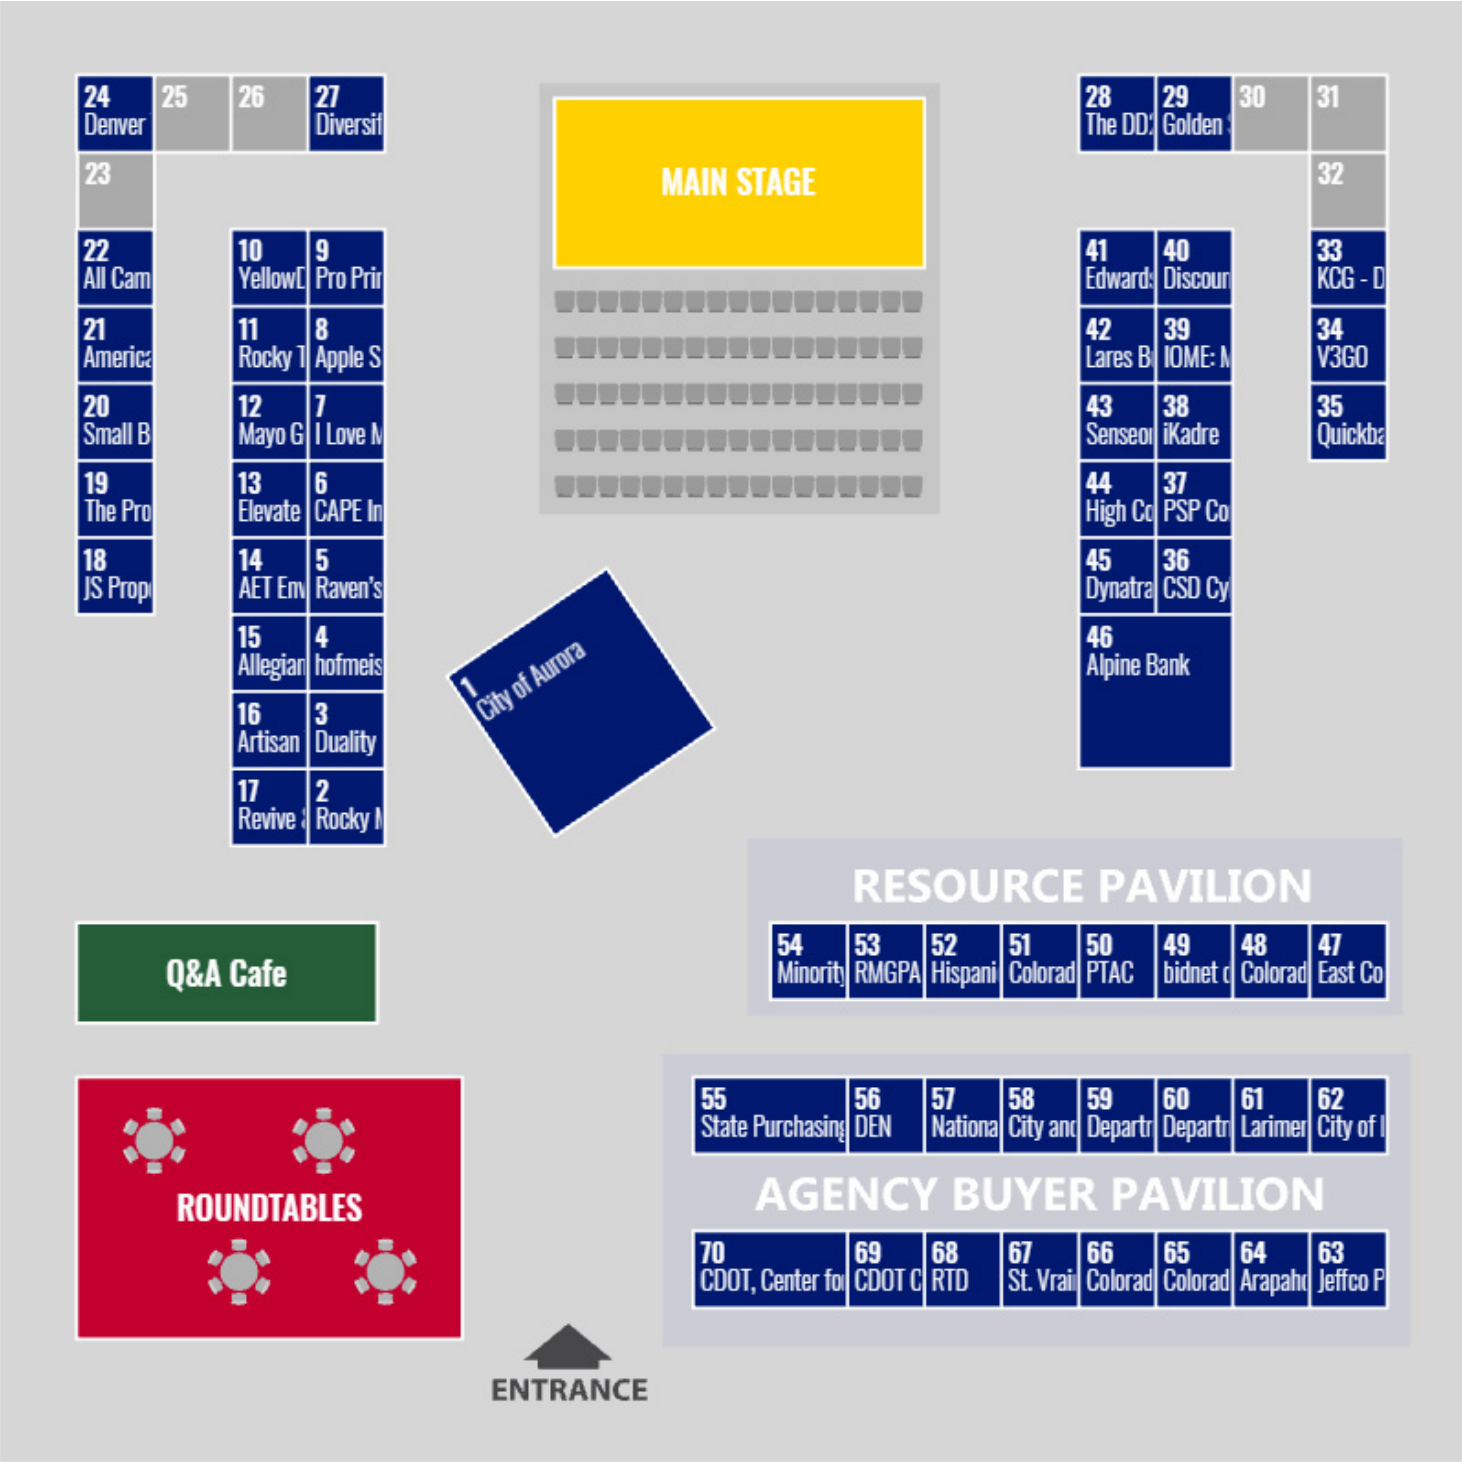 24
Denver
25
26
27
Diversif
28
The DD
29
Golden
30
31
23
32
MAIN STAGE
22
All Cam
10
YellowD
9
Pro Prin
41
Edwards
40
Discoun
33
KCG - D
21
America
11
Rocky T
8
Apple S
42
Lares B
39
IOME: M
34
V3GO
20
Small B
12
Mayo G
7
I Love M
43
Senseon
38
iKadre
35
Quickba
19
The Pro
13
Elevate
6
CAPE In
44
High Co
37
PSP Co
18
JS Prop
14
AET Env
5
Raven's
45
Dynatra
36
CSD Cy
15
Allegian
4
hofmeis
1
City of Aurora
46
Alpine Bank
16
Artisan
3
Duality
17
Revive
2
Rocky M
RESOURCE PAVILION
54
Minority
53
RMGPA
52
Hispani
51
Colorad
50
PTAC
49
bidnet d
48
Colorad
47
East Co
Q&A Cafe
55
State Purchasing
56
DEN
57
Nationa
58
City and
59
Departm
60
Departm
61
Larimer
62
City of
AGENCY BUYER PAVILION
ROUNDTABLES
70
CDOT, Center for
69
CDOT C
68
RTD
67
St. Vrai
66
Colorad
65
Colorad
64
Arapaho
63
Jeffco P
ENTRANCE